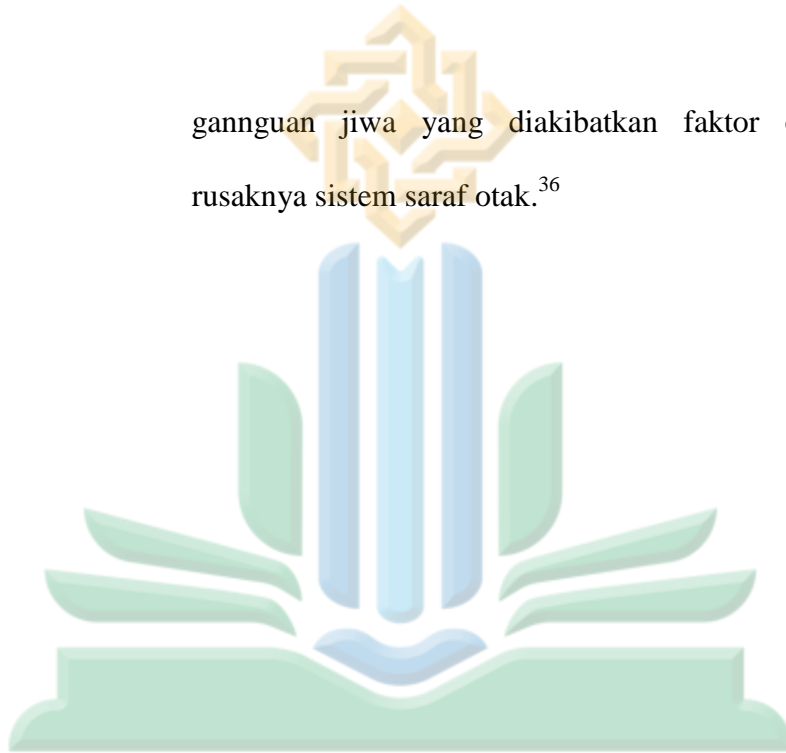 gannguan jiwa yang diakibatkan faktor
rusaknya sistem saraf otak.³⁶